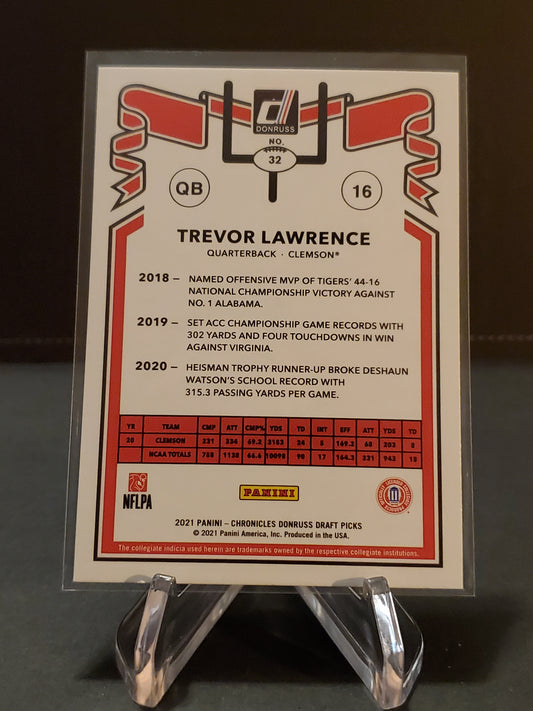 DONRUSS
NO.
32
QB
16
TREVOR LAWRENCE
QUARTERBACK · CLEMSON®
2018 – NAMED OFFENSIVE MVP OF TIGERS' 44-16
NATIONAL CHAMPIONSHIP VICTORY AGAINST
NO. 1 ALABAMA.
2019 – SET ACC CHAMPIONSHIP GAME RECORDS WITH
302 YARDS AND FOUR TOUCHDOWNS IN WIN
AGAINST VIRGINIA.
2020 – HEISMAN TROPHY RUNNER-UP BROKE DESHAUN
WATSON'S SCHOOL RECORD WITH
315.3 PASSING YARDS PER GAME.
YR TEAM CMP ATT CMP% YDS TD INT EFF ATT YDS TD
20 CLEMSON 231 334 69.2 3153 24 5 169.2 68 203 8
NCAA TOTALS 758 1138 66.6 10098 90 17 164.3 231 943 18
NFLPA
PANINI
2021 PANINI – CHRONICLES DONRUSS DRAFT PICKS
© 2021 Panini America, Inc. Produced in the USA.
The collegiate indicia used herein are trademarks owned by the respective collegiate institutions.